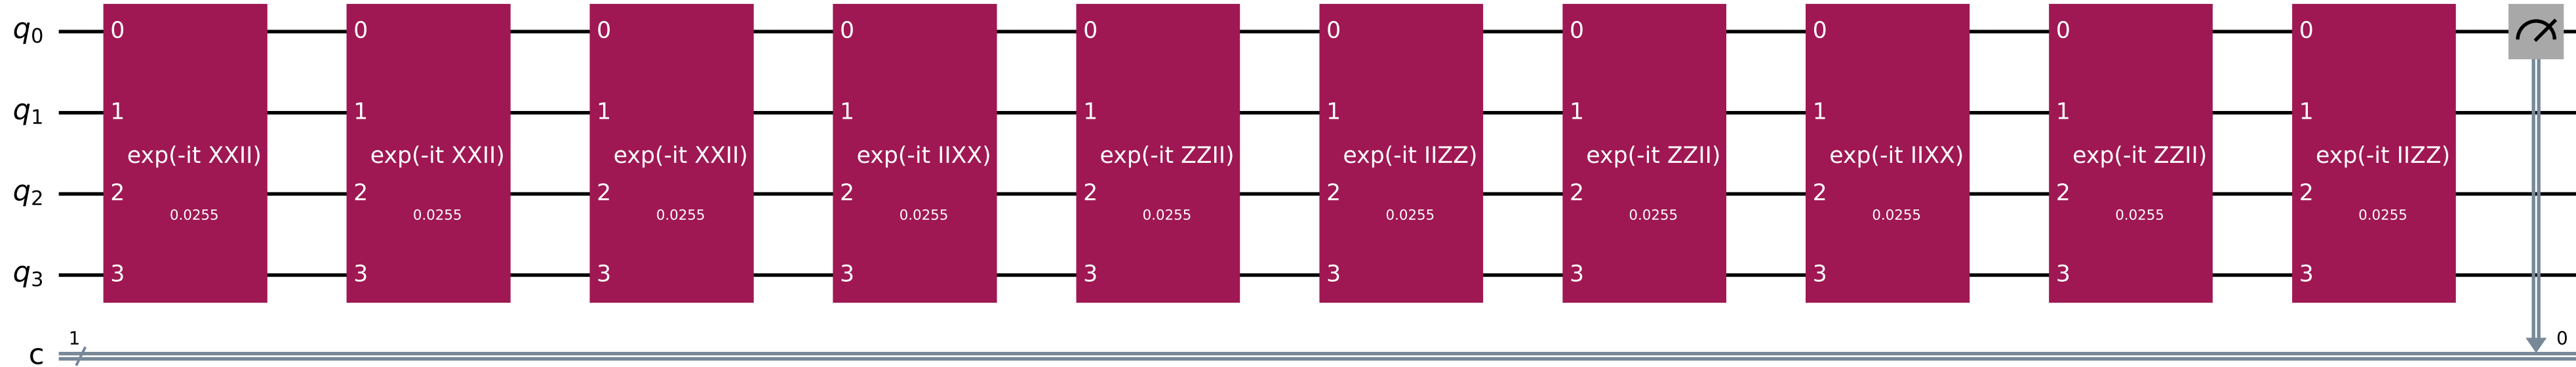 q0 0 0 0 0 0 0 0 0 0 0
q1 1 1 1 1 1 1 1 1 1 1
exp(-it XXII) exp(-it XXII) exp(-it XXII) exp(-it IIXX) exp(-it ZZII) exp(-it IIZZ) exp(-it ZZII) exp(-it IIXX) exp(-it ZZII) exp(-it IIZZ)
q2 2 2 2 2 2 2 2 2 2 2
0.0255 0.0255 0.0255 0.0255 0.0255 0.0255 0.0255 0.0255 0.0255 0.0255
q3 3 3 3 3 3 3 3 3 3 3
1 0
c